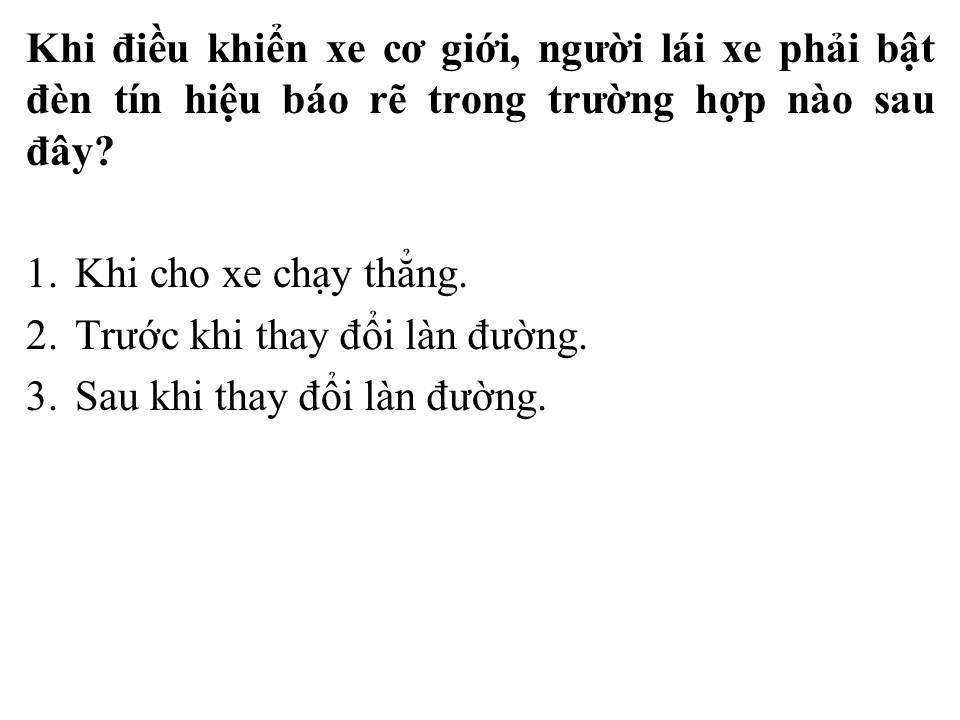 Khi điều khiển xe cơ giới, người lái xe phải bật
đèn tín hiệu báo rẽ trong trường hợp nào sau
đây?
1. Khi cho xe chạy thẳng.
2. Trước khi thay đổi làn đường.
3. Sau khi thay đổi làn đường.